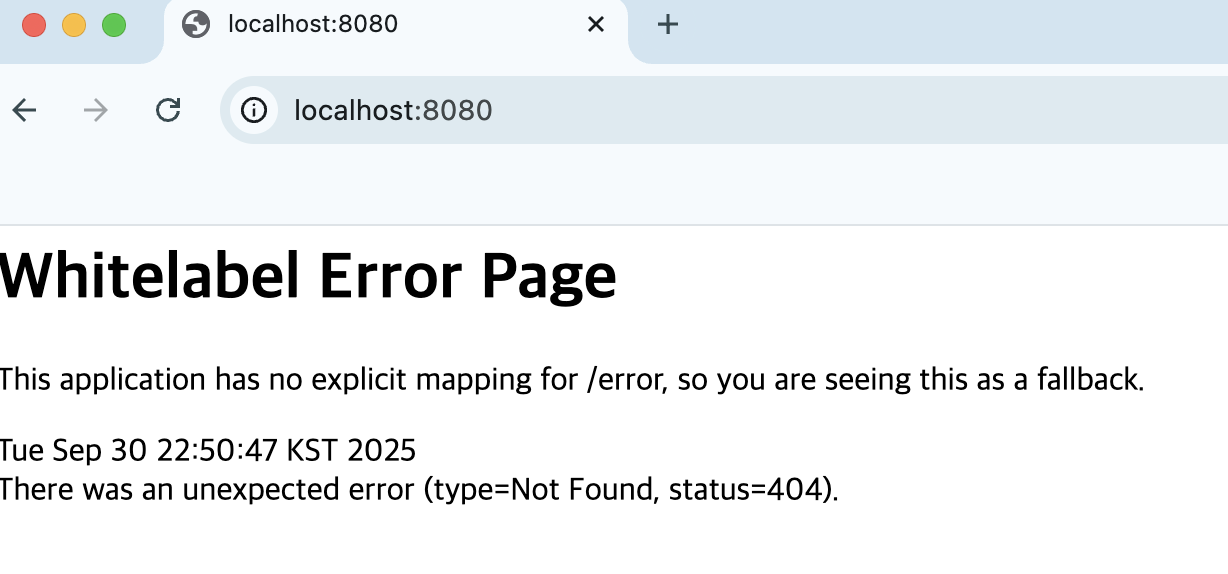 localhost:8080
localhost:8080
Whitelabel Error Page
This application has no explicit mapping for /error, so you are seeing this as a fallback.
Tue Sep 30 22:50:47 KST 2025
There was an unexpected error (type=Not Found, status=404).